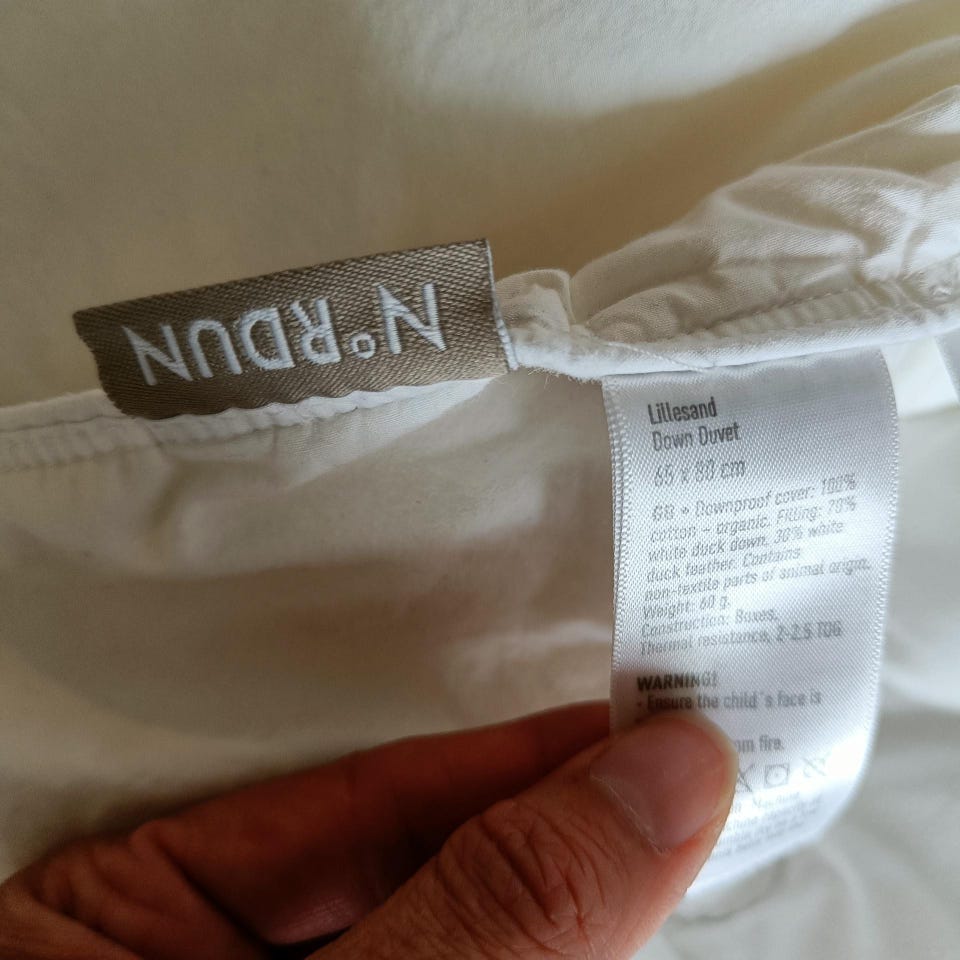 NoRDUN
Lillesand
Down Duvet
65 x 80 cm
GB » Downproof cover: 100%
cotton – organic. Filling: 70%
white duck down. 30% white
duck feather. Contains
non-textile parts of animal origin.
Weight: 60 g.
Construction: Boxes.
Thermal resistance, 2-2.5 TOG
WARNING!
- Ensure the child´s face is
fire.